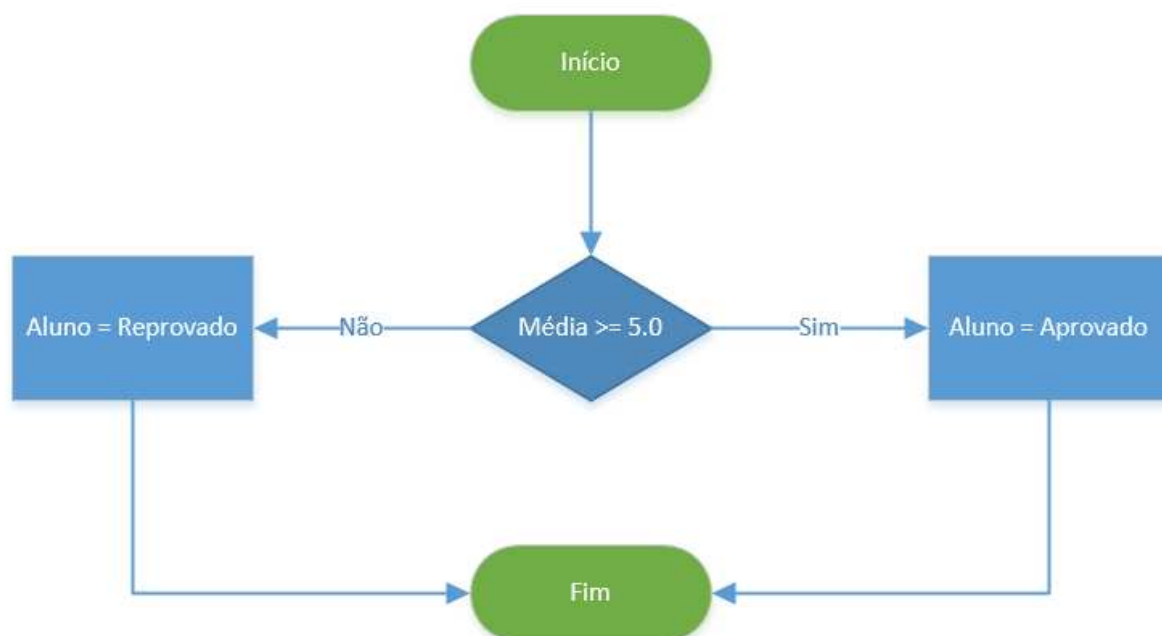 Início
Aluno = Reprovado
Não
Média >= 5.0
Sim
Aluno = Aprovado
Fim